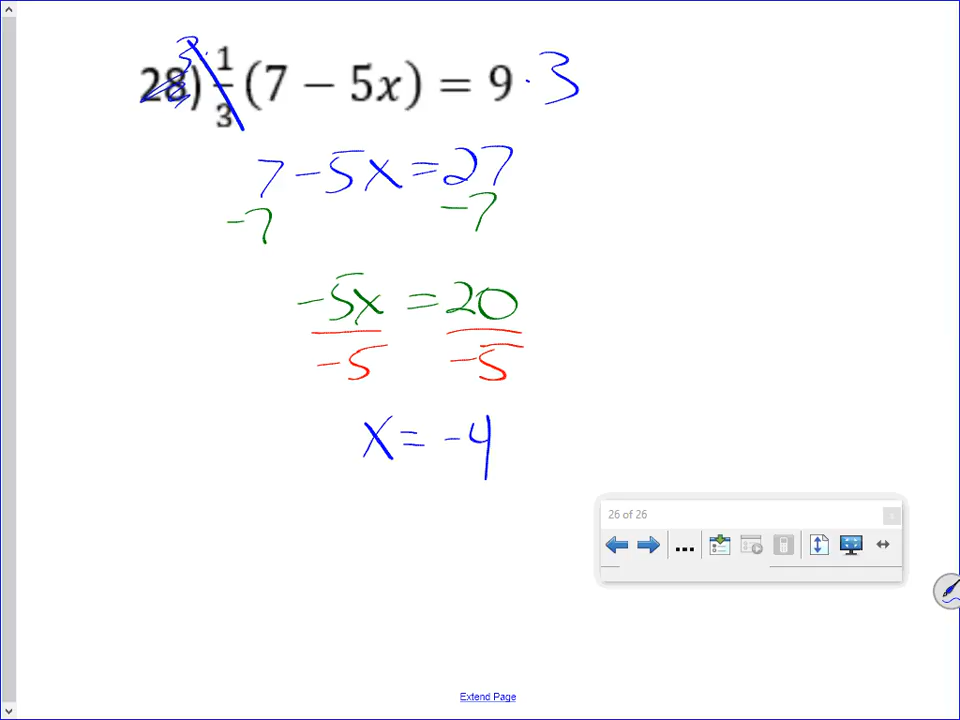 28) 3 · 1/3 (7 − 5x) = 9 · 3
7 − 5x = 27
−7 −7
−5x = 20
−5 −5
x = −4
26 of 26
x
...
Extend Page